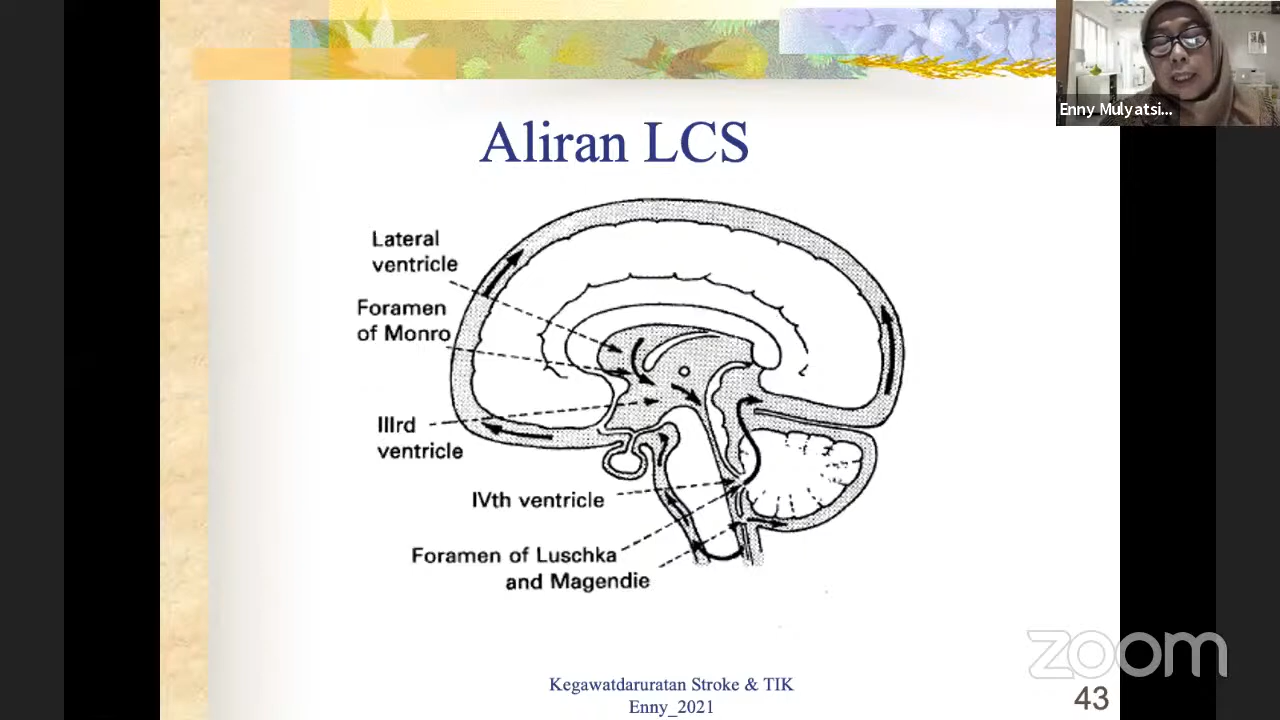 Enny Mulyatsi...
Aliran LCS
Lateral
ventricle
Foramen
of Monro
IIIrd
ventricle
IVth ventricle
Foramen of Luschka
and Magendie
zoom
Kegawatdaruratan Stroke & TIK
Enny_2021
43